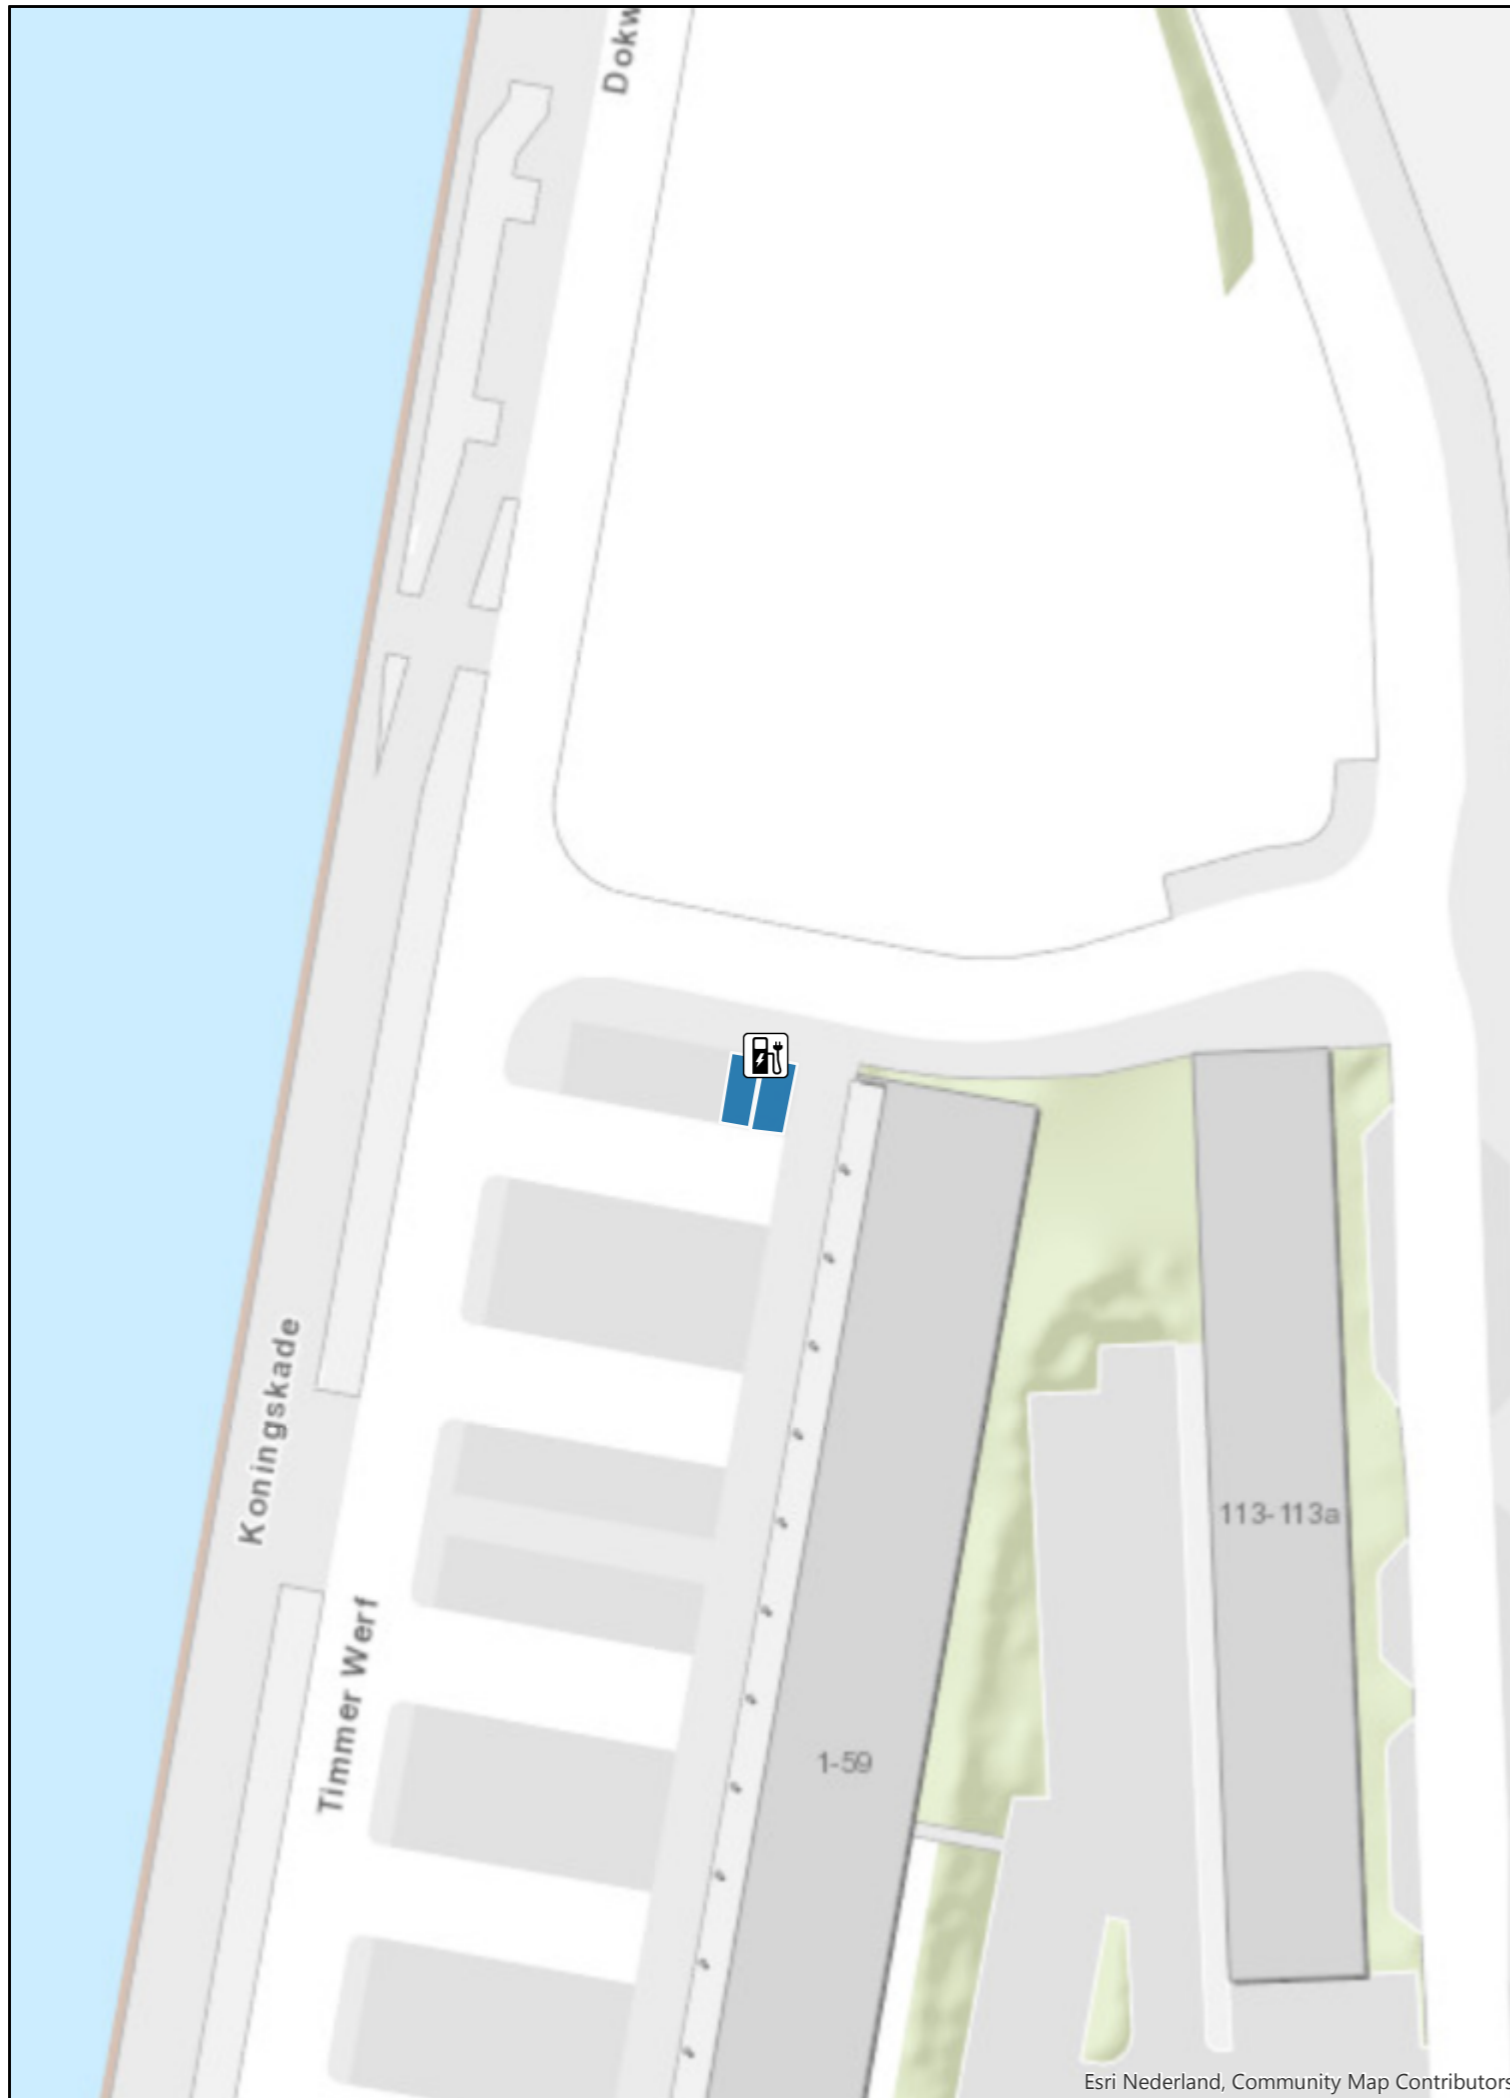 Dokw
Koningskade
113-113a
Timmer Werf
1-59
Esri Nederland, Community Map Contributors